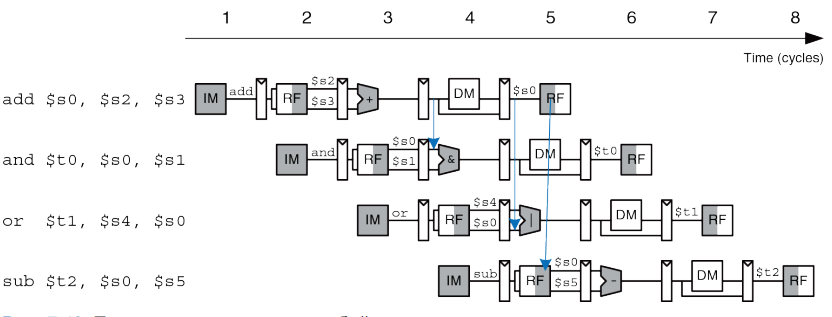 1 2 3 4 5 6 7 8
Time (cycles)
add $s0, $s2, $s3 IM add RF $s2 $s3 + DM $s0 RF
and $t0, $s0, $s1 IM and RF $s0 $s1 & DM $t0 RF
or $t1, $s4, $s0 IM or RF $s4 $s0 | DM $t1 RF
sub $t2, $s0, $s5 IM sub RF $s0 $s5 - DM $t2 RF